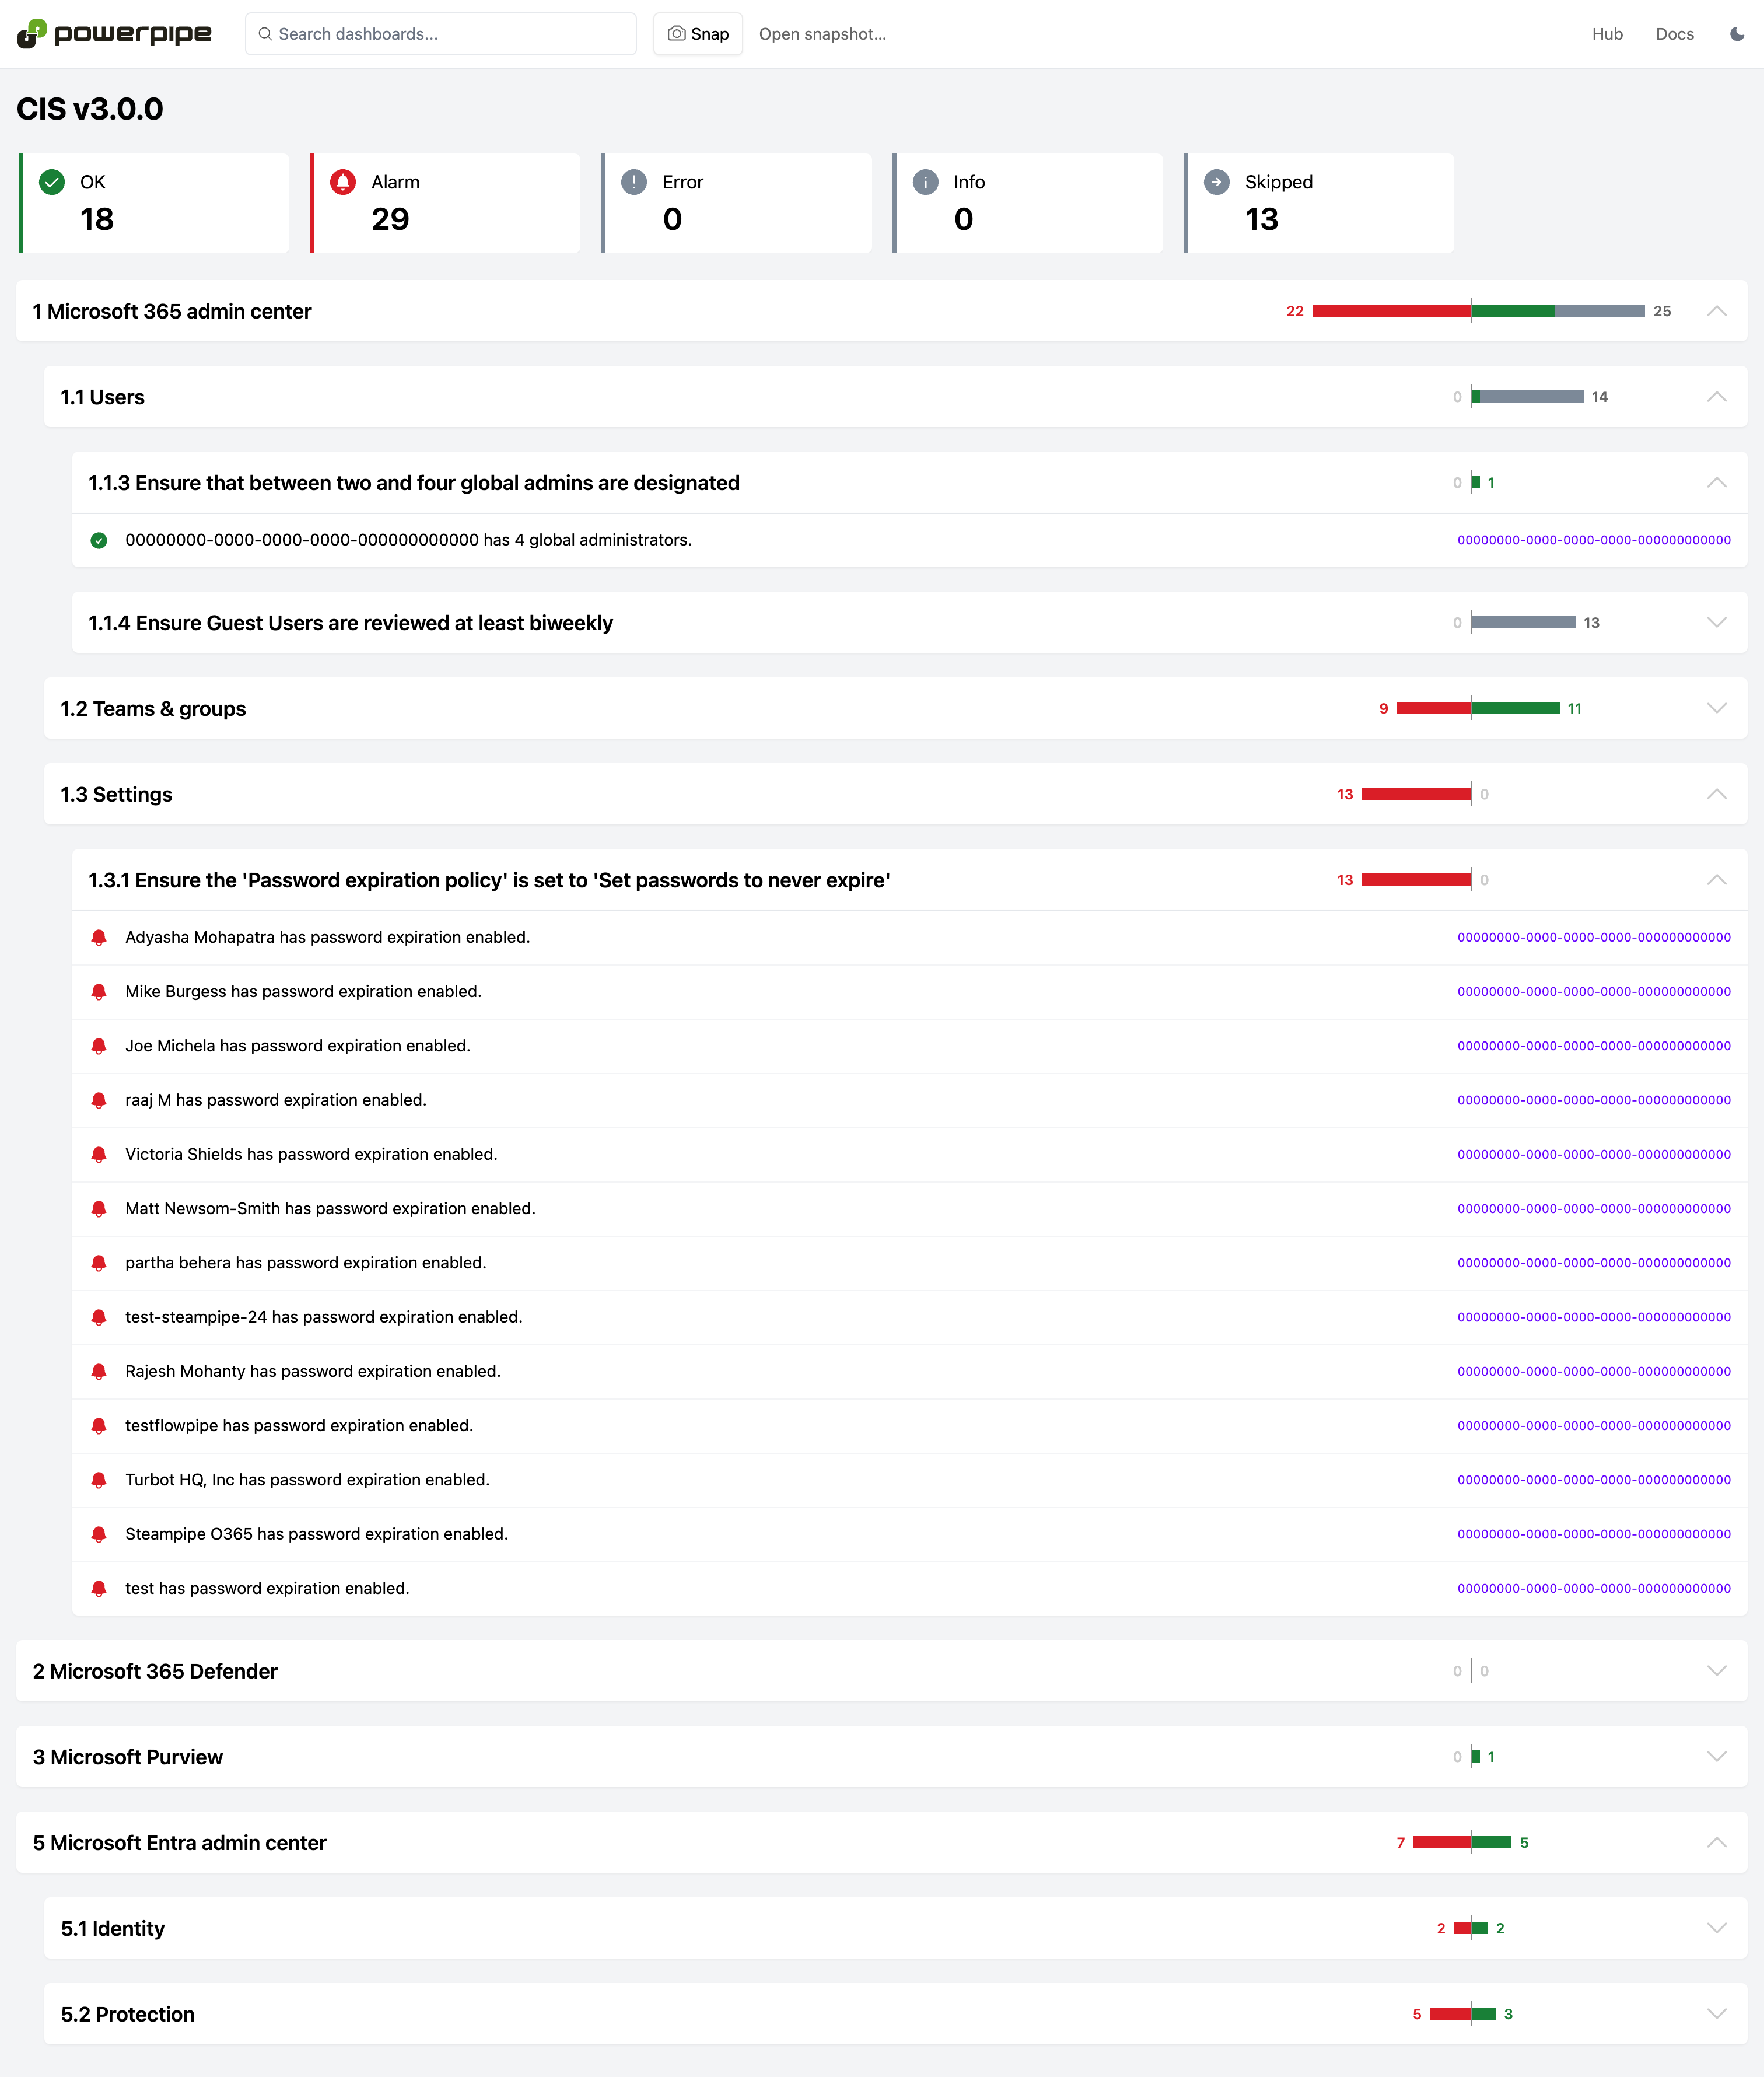 powerpipe Search dashboards... Snap Open snapshot... Hub Docs
CIS v3.0.0
OK Alarm Error Info Skipped
18 29 0 0 13
1 Microsoft 365 admin center 22 25
1.1 Users 0 14
1.1.3 Ensure that between two and four global admins are designated 0 1
00000000-0000-0000-0000-000000000000 has 4 global administrators. 00000000-0000-0000-0000-000000000000
1.1.4 Ensure Guest Users are reviewed at least biweekly 0 13
1.2 Teams & groups 9 11
1.3 Settings 13 0
1.3.1 Ensure the 'Password expiration policy' is set to 'Set passwords to never expire' 13 0
Adyasha Mohapatra has password expiration enabled. 00000000-0000-0000-0000-000000000000
Mike Burgess has password expiration enabled. 00000000-0000-0000-0000-000000000000
Joe Michela has password expiration enabled. 00000000-0000-0000-0000-000000000000
raaj M has password expiration enabled. 00000000-0000-0000-0000-000000000000
Victoria Shields has password expiration enabled. 00000000-0000-0000-0000-000000000000
Matt Newsom-Smith has password expiration enabled. 00000000-0000-0000-0000-000000000000
partha behera has password expiration enabled. 00000000-0000-0000-0000-000000000000
test-steampipe-24 has password expiration enabled. 00000000-0000-0000-0000-000000000000
Rajesh Mohanty has password expiration enabled. 00000000-0000-0000-0000-000000000000
testflowpipe has password expiration enabled. 00000000-0000-0000-0000-000000000000
Turbot HQ, Inc has password expiration enabled. 00000000-0000-0000-0000-000000000000
Steampipe O365 has password expiration enabled. 00000000-0000-0000-0000-000000000000
test has password expiration enabled. 00000000-0000-0000-0000-000000000000
2 Microsoft 365 Defender 0 0
3 Microsoft Purview 0 1
5 Microsoft Entra admin center 7 5
5.1 Identity 2 2
5.2 Protection 5 3